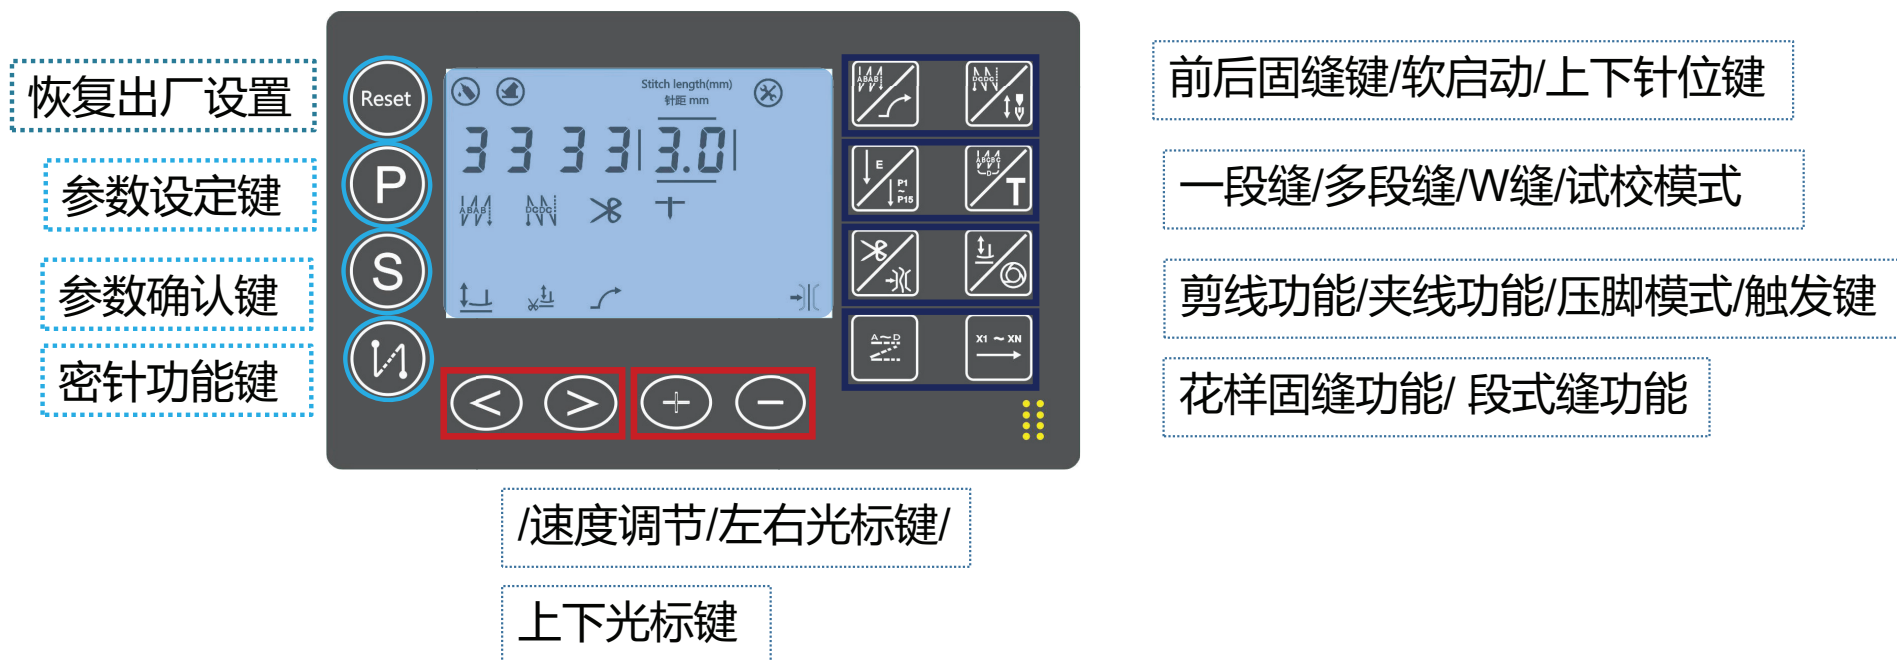 恢复出厂设置
参数设定键
参数确认键
密针功能键
Reset
P
S
Stitch length(mm)
针距 mm
3 3 3 3 3.0
ABAB DCDC
< > + −
ABAB DCDC
E P1 ~ P15
ABCBC D T
A~D
X1 ~ XN
前后固缝键/软启动/上下针位键
一段缝/多段缝/W缝/试校模式
剪线功能/夹线功能/压脚模式/触发键
花样固缝功能/ 段式缝功能
/速度调节/左右光标键/
上下光标键